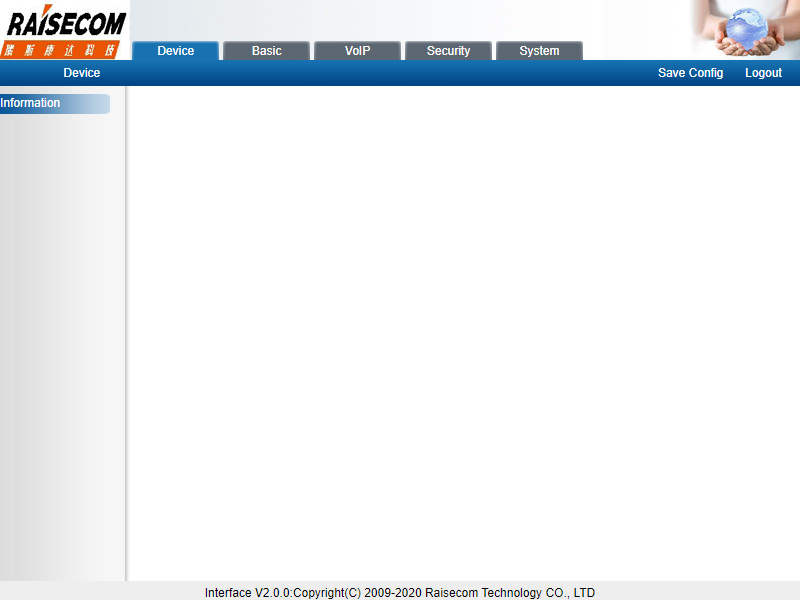 RAISECOM
瑞斯康达科技
Device Basic VoIP Security System
Device Save Config Logout
Information
Interface V2.0.0:Copyright(C) 2009-2020 Raisecom Technology CO., LTD